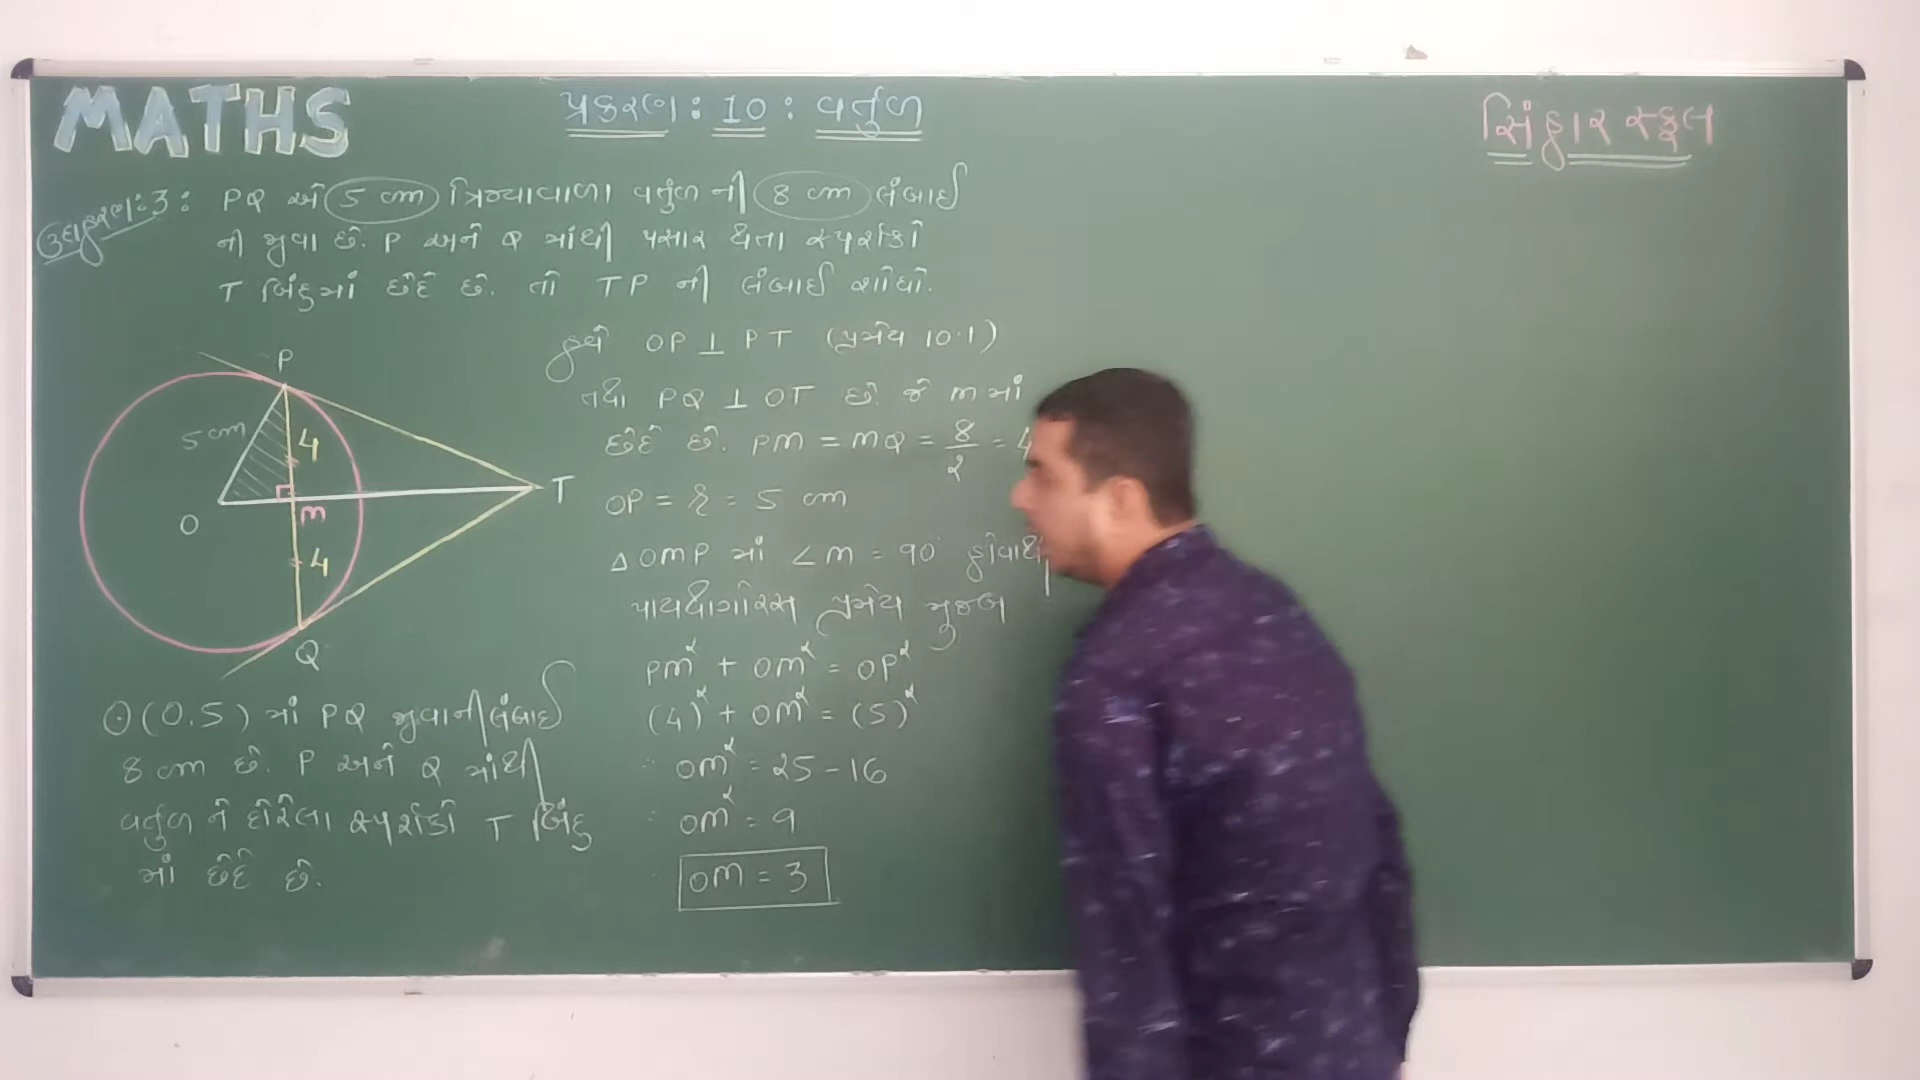 MATHS
પ્રકરણ : 10 : વર્તુળ
સિંહાર સ્કૂલ
ઉદાહરણ:3 : PQ એ 5 cm ત્રિજ્યાવાળા વર્તુળ ની 8 cm લંબાઈ
ની જીવા છે. P અને Q માંથી પસાર થતા સ્પર્શકો
T બિંદુમાં છેદે છે. તો TP ની લંબાઈ શોધો.
P
5 cm
4
O
m
T
4
Q
⊙(0.5) માં PQ જીવાની લંબાઈ
8 cm છે. P અને Q માંથી
વર્તુળ ને દોરેલા સ્પર્શકો T બિંદુ
માં છેદે છે.
હવે OP ⊥ PT (પ્રમેય 10.1)
તથા PQ ⊥ OT છે. જે m માં
છેદે છે. PM = MQ = 8/2 = 4
OP = r = 5 cm
△OMP માં ∠M = 90° હોવાથી
પાયથાગોરસ પ્રમેય મુજબ
PM² + OM² = OP²
(4)² + OM² = (5)²
∴ OM² = 25 - 16
∴ OM² = 9
OM = 3